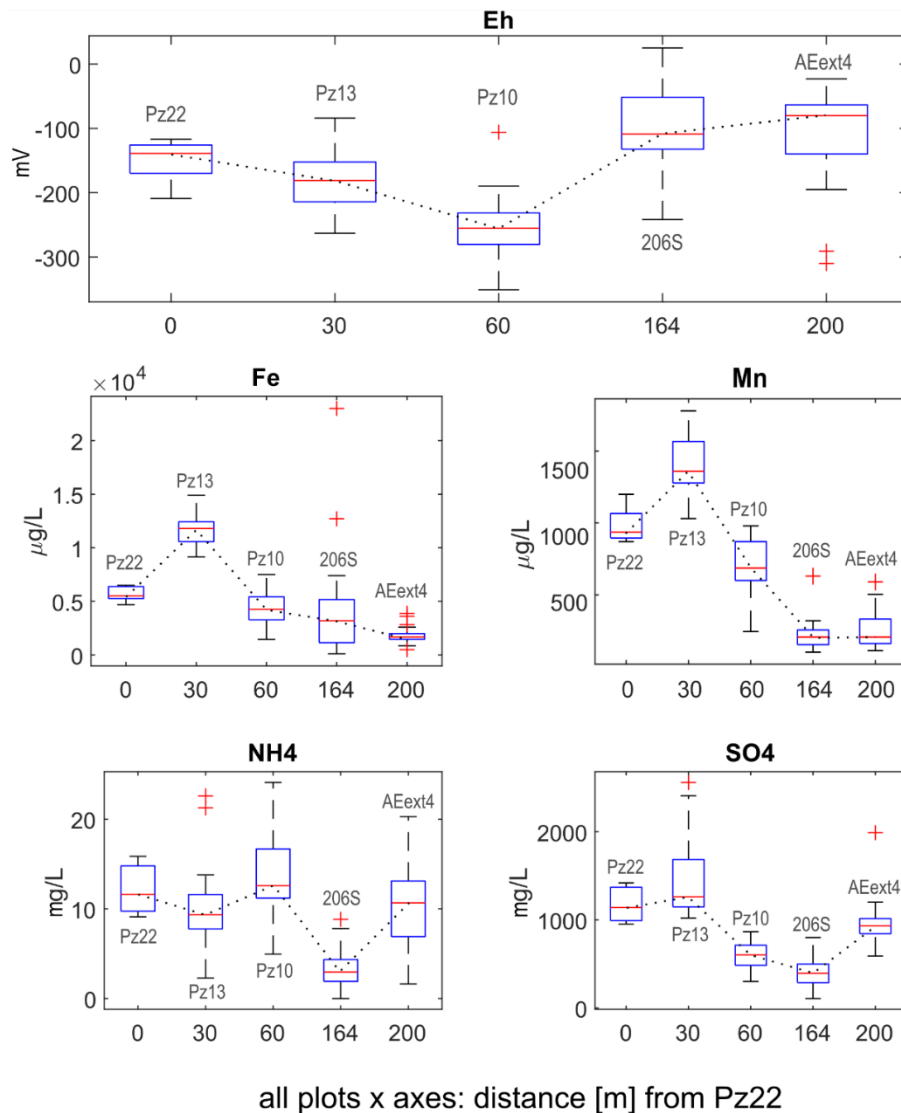 Eh
0
-100
-200
-300
mV
Pz22
Pz13
Pz10
206S
AEext4
0 30 60 164 200
Fe
×10⁴
2
1.5
1
0.5
0
μg/L
Pz22
Pz13
Pz10
206S
AEext4
0 30 60 164 200
Mn
1500
1000
500
μg/L
Pz22
Pz13
Pz10
206S
AEext4
0 30 60 164 200
NH4
20
10
0
mg/L
Pz22
Pz13
Pz10
206S
AEext4
0 30 60 164 200
SO4
2000
1000
0
mg/L
Pz22
Pz13
Pz10
206S
AEext4
0 30 60 164 200
all plots x axes: distance [m] from Pz22